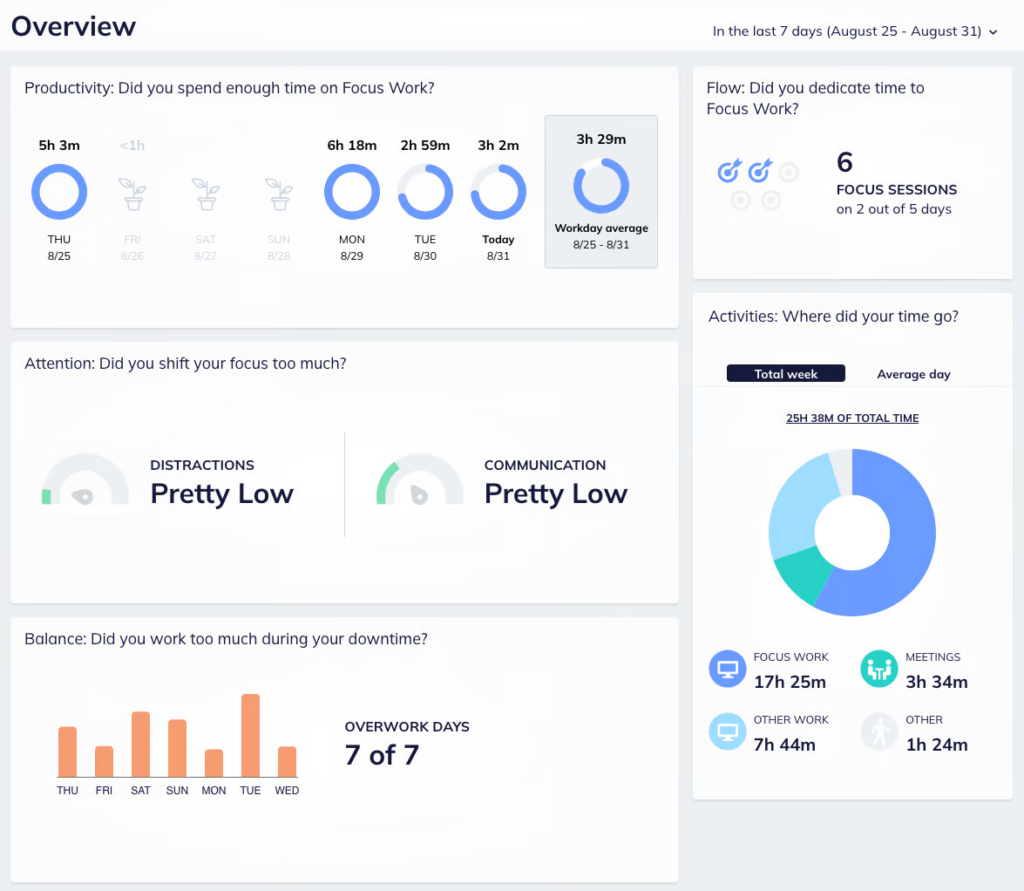 Overview
In the last 7 days (August 25 - August 31)
Productivity: Did you spend enough time on Focus Work?
5h 3m
<1h
6h 18m
2h 59m
3h 2m
3h 29m
THU
8/25
FRI
8/26
SAT
8/27
SUN
8/28
MON
8/29
TUE
8/30
Today
8/31
Workday average
8/25 - 8/31
Flow: Did you dedicate time to
Focus Work?
6
FOCUS SESSIONS
on 2 out of 5 days
Attention: Did you shift your focus too much?
DISTRACTIONS
Pretty Low
COMMUNICATION
Pretty Low
Activities: Where did your time go?
Total week
Average day
25H 38M OF TOTAL TIME
FOCUS WORK
17h 25m
MEETINGS
3h 34m
OTHER WORK
7h 44m
OTHER
1h 24m
Balance: Did you work too much during your downtime?
THU FRI SAT SUN MON TUE WED
OVERWORK DAYS
7 of 7